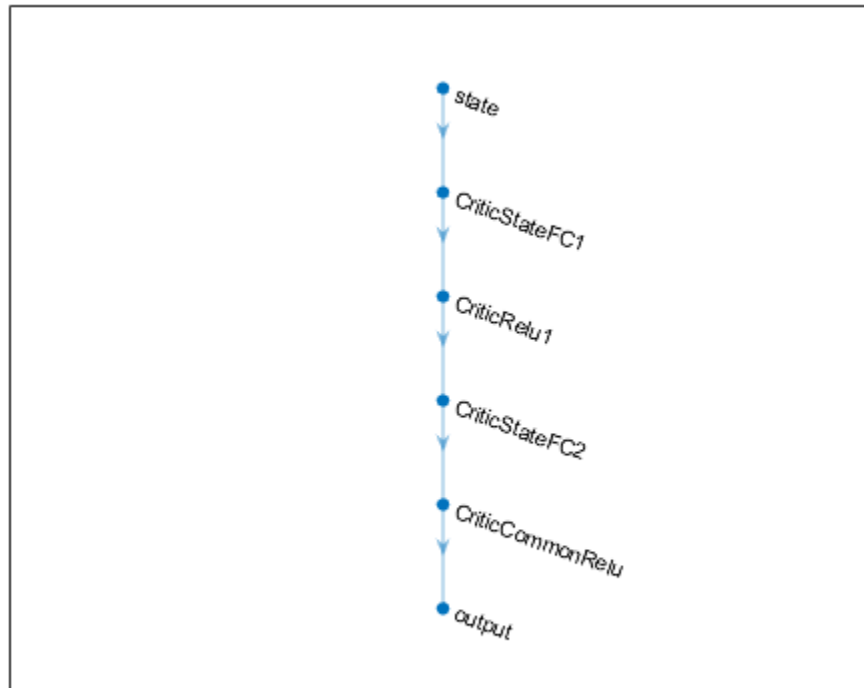 state
CriticStateFC1
CriticRelu1
CriticStateFC2
CriticCommonRelu
output